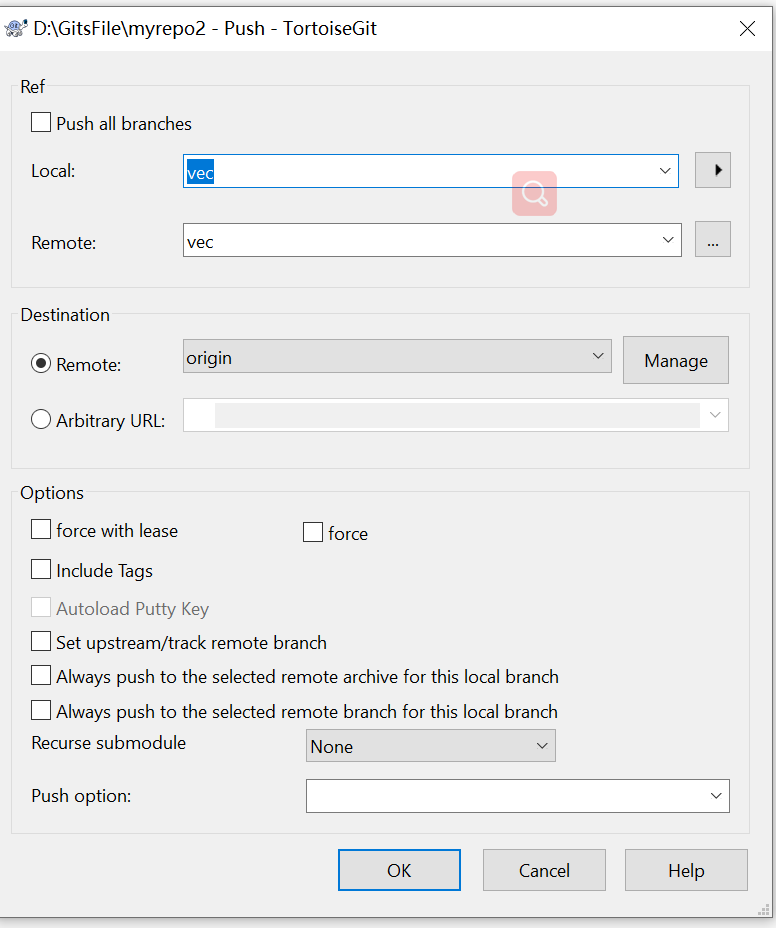 D:\GitsFile\myrepo2 - Push - TortoiseGit
Ref
Push all branches
Local:
vec
Remote:
vec
...
Destination
Remote:
origin
Manage
Arbitrary URL:
Options
force with lease
force
Include Tags
Autoload Putty Key
Set upstream/track remote branch
Always push to the selected remote archive for this local branch
Always push to the selected remote branch for this local branch
Recurse submodule
None
Push option:
OK
Cancel
Help